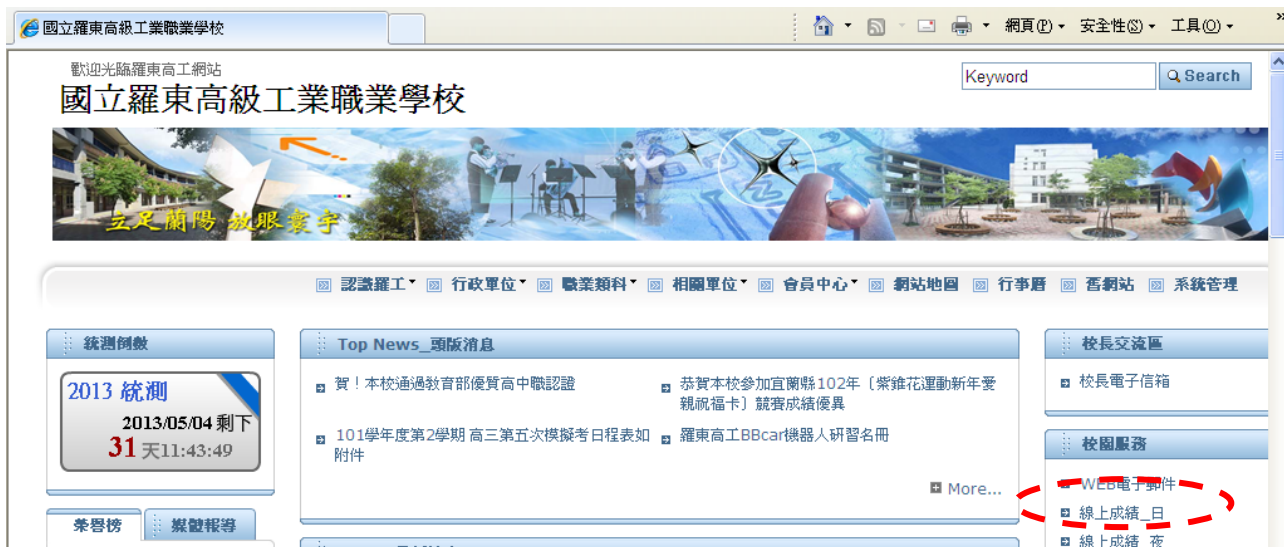 國立羅東高級工業職業學校
網頁(P)
安全性(S)
工具(O)
»
歡迎光臨羅東高工網站
國立羅東高級工業職業學校
Keyword
Search
立足蘭陽 放眼寰宇
認識羅工
行政單位
職業類科
相關單位
會員中心
網站地圖
行事曆
舊網站
系統管理
統測倒數
2013 統測
2013/05/04 剩下
31 天11:43:49
榮譽榜
媒體報導
Top News_頭版消息
賀！本校通過教育部優質高中職認證
恭賀本校參加宜蘭縣102年〔紫錐花運動新年愛
親祝福卡〕競賽成績優異
101學年度第2學期 高三第五次模擬考日程表如
附件
羅東高工BBcar機器人研習名冊
More...
校長交流區
校長電子信箱
校園服務
WEB電子郵件
線上成績_日
線上成績_夜